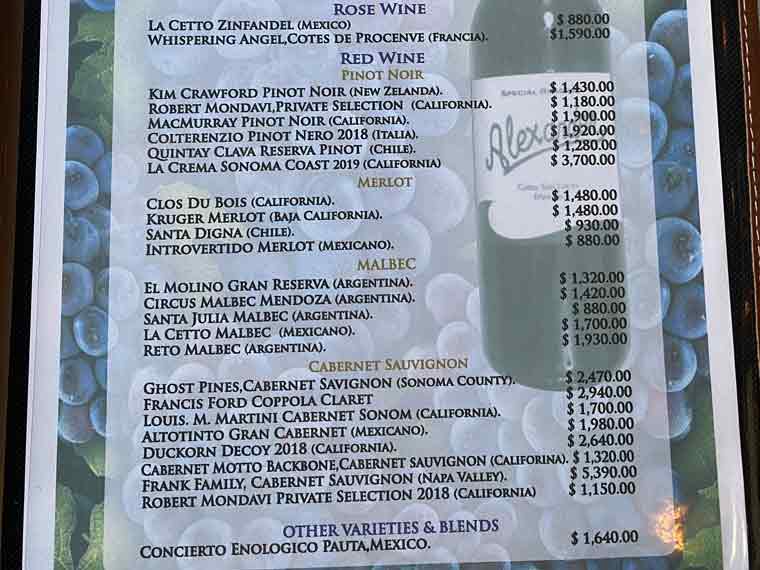 ROSE WINE
LA CETTO ZINFANDEL (MEXICO) $ 880.00
WHISPERING ANGEL,COTES DE PROCENVE (FRANCIA). $1,590.00
RED WINE
PINOT NOIR
KIM CRAWFORD PINOT NOIR (NEW ZELANDA). $ 1,430.00
ROBERT MONDAVI,PRIVATE SELECTION (CALIFORNIA). $ 1,180.00
MACMURRAY PINOT NOIR (CALIFORNIA). $ 1,900.00
COLTERENZIO PINOT NERO 2018 (ITALIA). $ 1,920.00
QUINTAY CLAVA RESERVA PINOT (CHILE). $ 1,280.00
LA CREMA SONOMA COAST 2019 (CALIFORNIA) $ 3,700.00
MERLOT
CLOS DU BOIS (CALIFORNIA). $ 1,480.00
KRUGER MERLOT (BAJA CALIFORNIA). $ 1,480.00
SANTA DIGNA (CHILE). $ 930.00
INTROVERTIDO MERLOT (MEXICANO). $ 880.00
MALBEC
EL MOLINO GRAN RESERVA (ARGENTINA). $ 1,320.00
CIRCUS MALBEC MENDOZA (ARGENTINA). $ 1,420.00
SANTA JULIA MALBEC (ARGENTINA). $ 880.00
LA CETTO MALBEC (MEXICANO). $ 1,700.00
RETO MALBEC (ARGENTINA). $ 1,930.00
CABERNET SAUVIGNON
GHOST PINES,CABERNET SAVIGNON (SONOMA COUNTY). $ 2,470.00
FRANCIS FORD COPPOLA CLARET $ 2,940.00
LOUIS. M. MARTINI CABERNET SONOM (CALIFORNIA). $ 1,700.00
ALTOTINTO GRAN CABERNET (MEXICANO). $ 1,980.00
DUCKORN DECOY 2018 (CALIFORNIA). $ 2,640.00
CABERNET MOTTO BACKBONE,CABERNET SAUVIGNON (CALIFORINA). $ 1,320.00
FRANK FAMILY, CABERNET SAUVIGNON (NAPA VALLEY). $ 5,390.00
ROBERT MONDAVI PRIVATE SELECTION 2018 (CALIFORNIA) $ 1,150.00
OTHER VARIETIES & BLENDS
CONCIERTO ENOLOGICO PAUTA,MEXICO. $ 1,640.00
SPECIAL